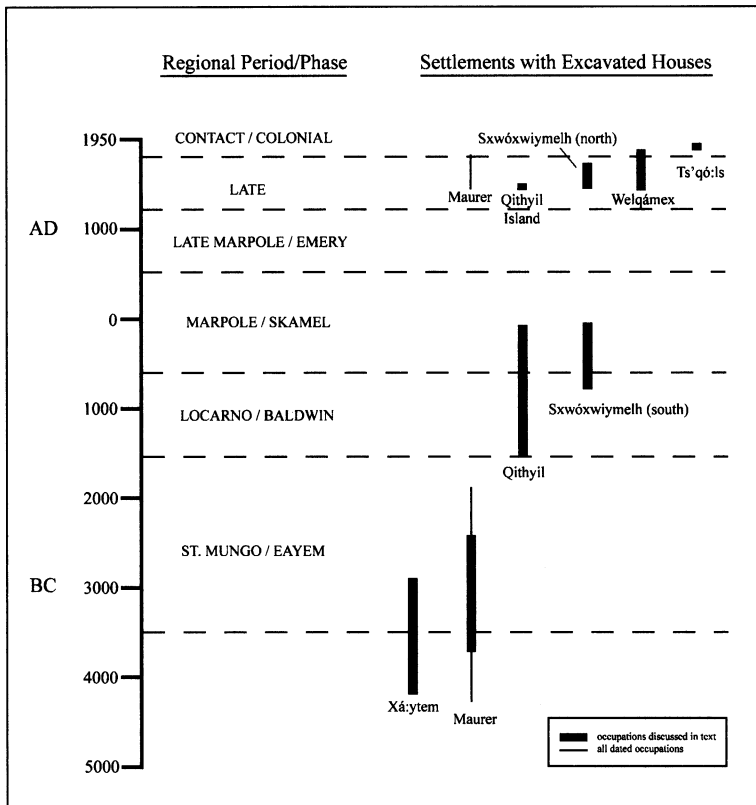 Regional Period/Phase
Settlements with Excavated Houses
1950
CONTACT / COLONIAL
Sxwóxwiymelh (north)
Ts'qó:ls
LATE
Maurer
Qithyil
Island
Welqámex
AD
1000
LATE MARPOLE / EMERY
0
MARPOLE / SKAMEL
1000
LOCARNO / BALDWIN
Sxwóxwiymelh (south)
Qithyil
2000
ST. MUNGO / EAYEM
BC
3000
4000
Xá:ytem
Maurer
5000
occupations discussed in text
all dated occupations